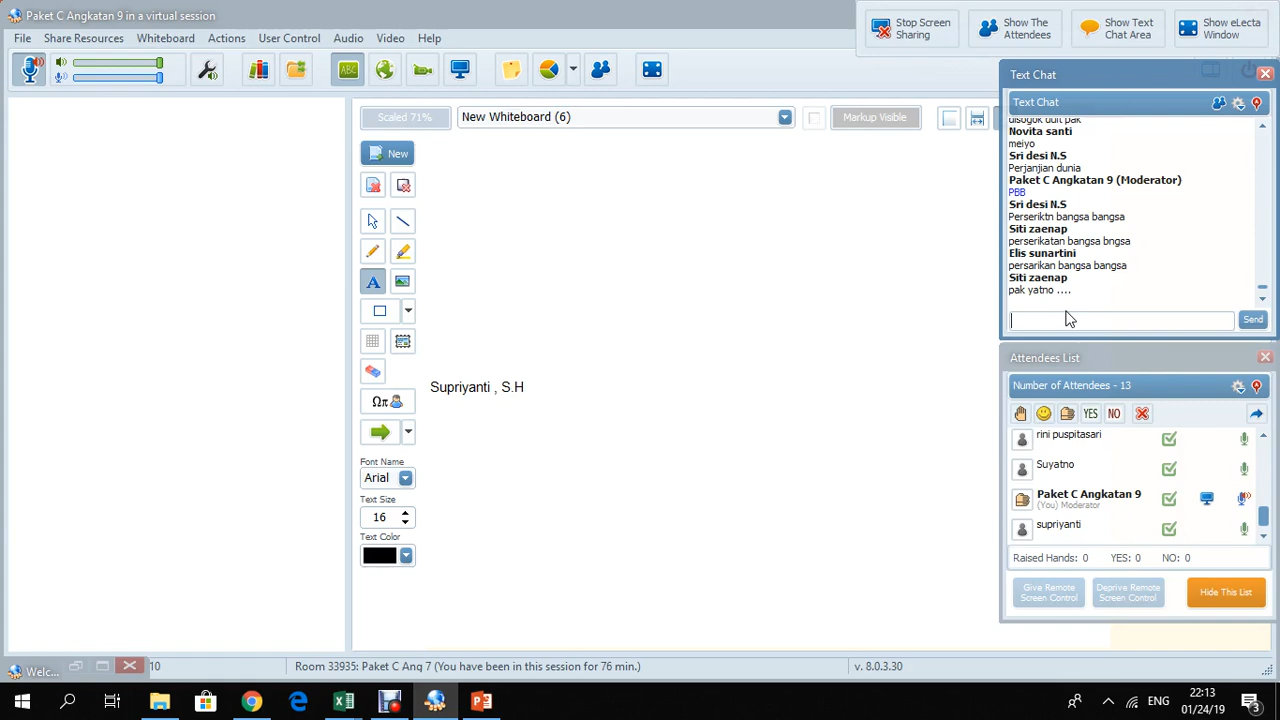 Paket C Angkatan 9 in a virtual session
File Share Resources Whiteboard Actions User Control Audio Video Help
Stop Screen Sharing
Show The Attendees
Show Text Chat Area
Show eLecta Window
ABC
Scaled 71%
New Whiteboard (6)
Markup Visible
New
A
Ωπ
Font Name
Arial
Text Size
16
Text Color
Supriyanti , S.H
Text Chat
Text Chat
disogok duit pak
Novita santi
meiyo
Sri desi N.S
Perjanjian dunia
Paket C Angkatan 9 (Moderator)
PBB
Sri desi N.S
Perseriktn bangsa bangsa
Siti zaenap
perserikatan bangsa bngsa
Elis sunartini
persarikan bangsa bangsa
Siti zaenap
pak yatno ....
Send
Attendees List
Number of Attendees - 13
YES NO
rini puspitasari
Suyatno
Paket C Angkatan 9
(You) Moderator
supriyanti
Raised Hands: 0 YES: 0 NO: 0
Give Remote Screen Control
Deprive Remote Screen Control
Hide This List
Welc...
10
Room 33935: Paket C Ang 7 (You have been in this session for 76 min.)
v. 8.0.3.30
ENG
22:13
01/24/19
3